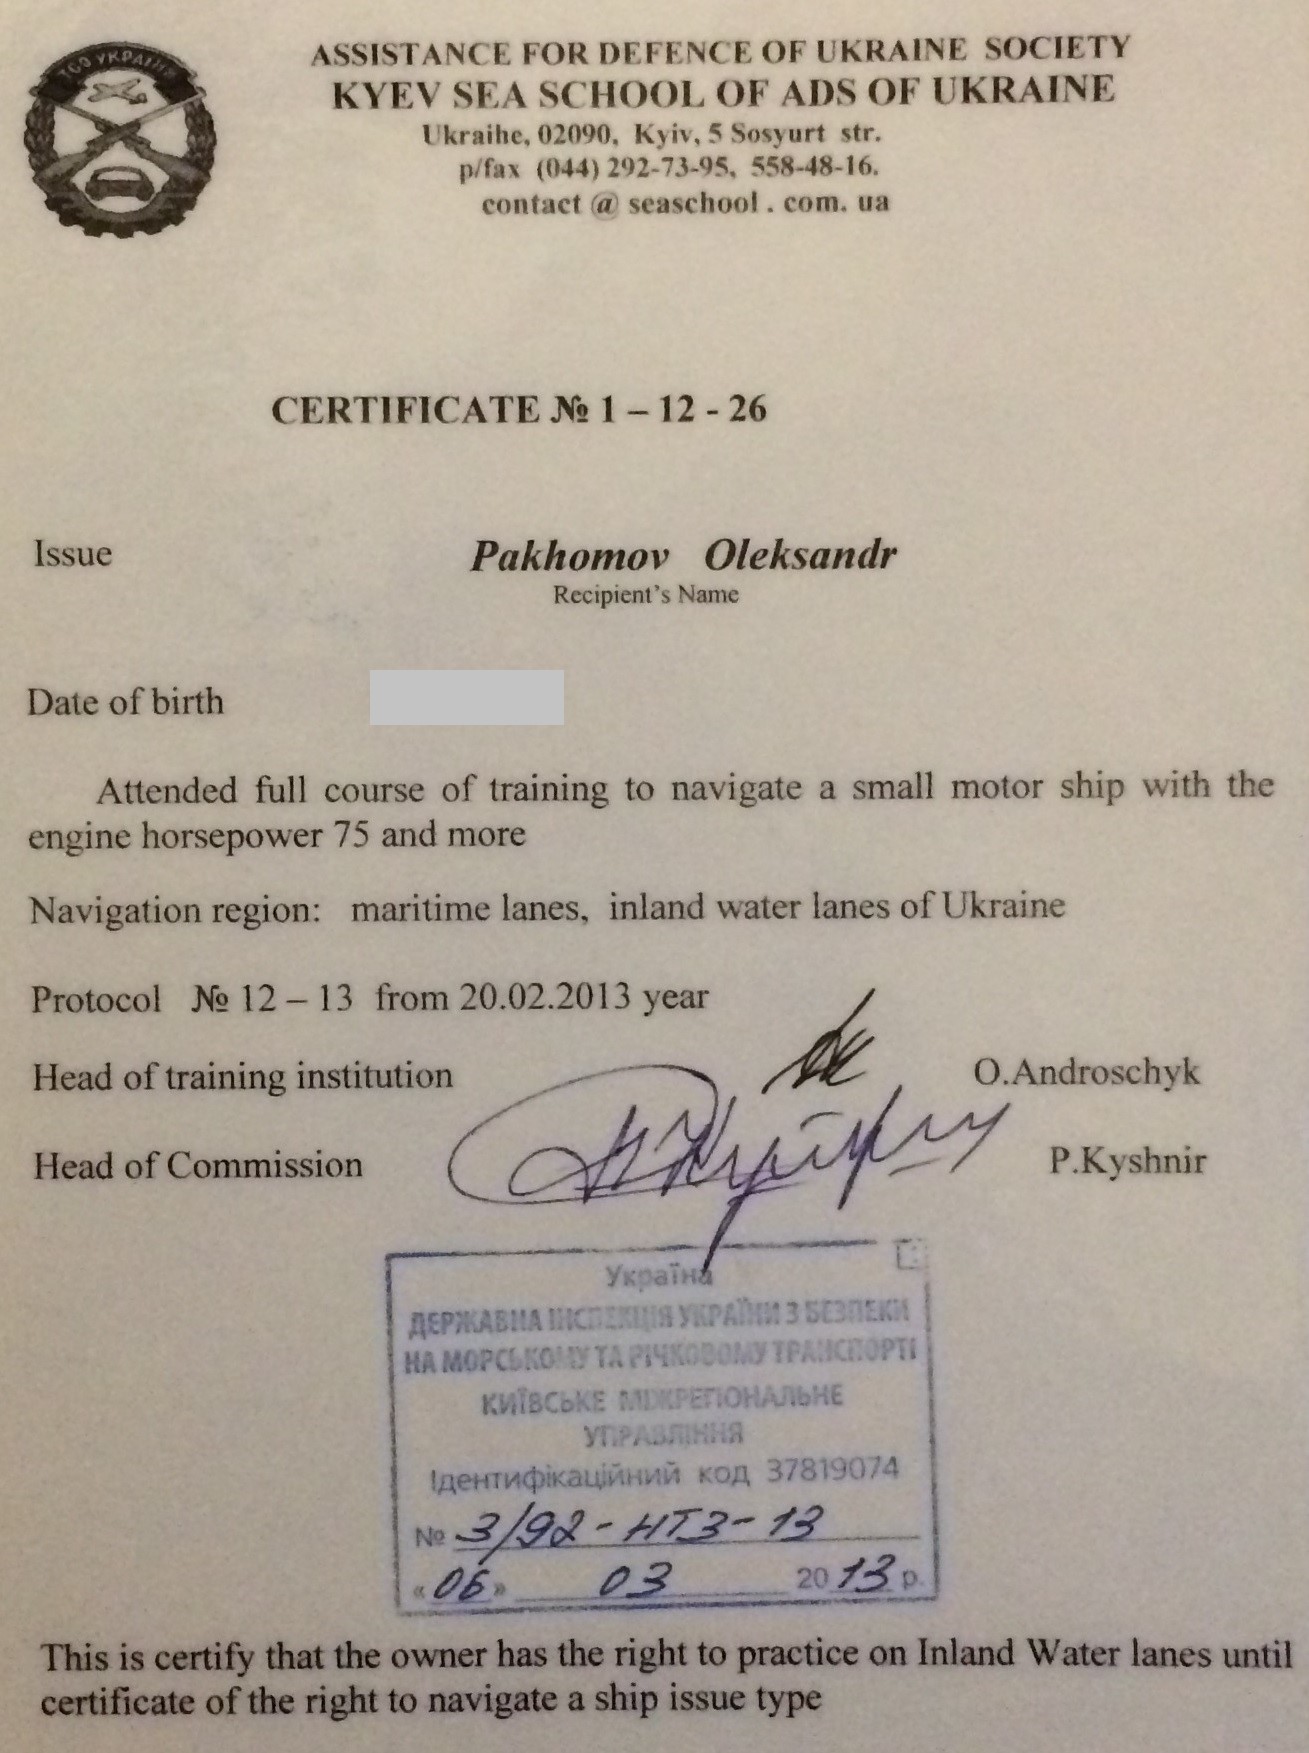 ТСО УКРАЇНИ
ASSISTANCE FOR DEFENCE OF UKRAINE SOCIETY
KYEV SEA SCHOOL OF ADS OF UKRAINE
Ukraihe, 02090, Kyiv, 5 Sosyurt str.
p/fax (044) 292-73-95, 558-48-16.
contact @ seaschool . com. ua
CERTIFICATE № 1 – 12 - 26
Issue Pakhomov Oleksandr
Recipient's Name
Date of birth
Attended full course of training to navigate a small motor ship with the
engine horsepower 75 and more
Navigation region: maritime lanes, inland water lanes of Ukraine
Protocol № 12 – 13 from 20.02.2013 year
Head of training institution O.Androschyk
Head of Commission P.Kyshnir
Україна
ДЕРЖАВНА ІНСПЕКЦІЯ УКРАЇНИ З БЕЗПЕКИ
НА МОРСЬКОМУ ТА РІЧКОВОМУ ТРАНСПОРТІ
КИЇВСЬКЕ МІЖРЕГІОНАЛЬНЕ
УПРАВЛІННЯ
Ідентифікаційний код 37819074
№ 3/92-НТЗ-13
«06» 03 2013 р.
This is certify that the owner has the right to practice on Inland Water lanes until
certificate of the right to navigate a ship issue type